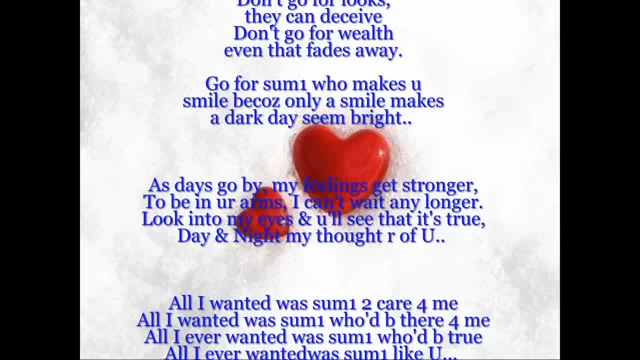 Don't go for looks,
they can deceive
Don't go for wealth
even that fades away.
Go for sum1 who makes u
smile becoz only a smile makes
a dark day seem bright..
As days go by, my feelings get stronger,
To be in ur arms, I can't wait any longer.
Look into my eyes & u'll see that it's true,
Day & Night my thought r of U..
All I wanted was sum1 2 care 4 me
All I wanted was sum1 who'd b there 4 me
All I ever wanted was sum1 who'd b true
All I ever wantedwas sum1 like U...